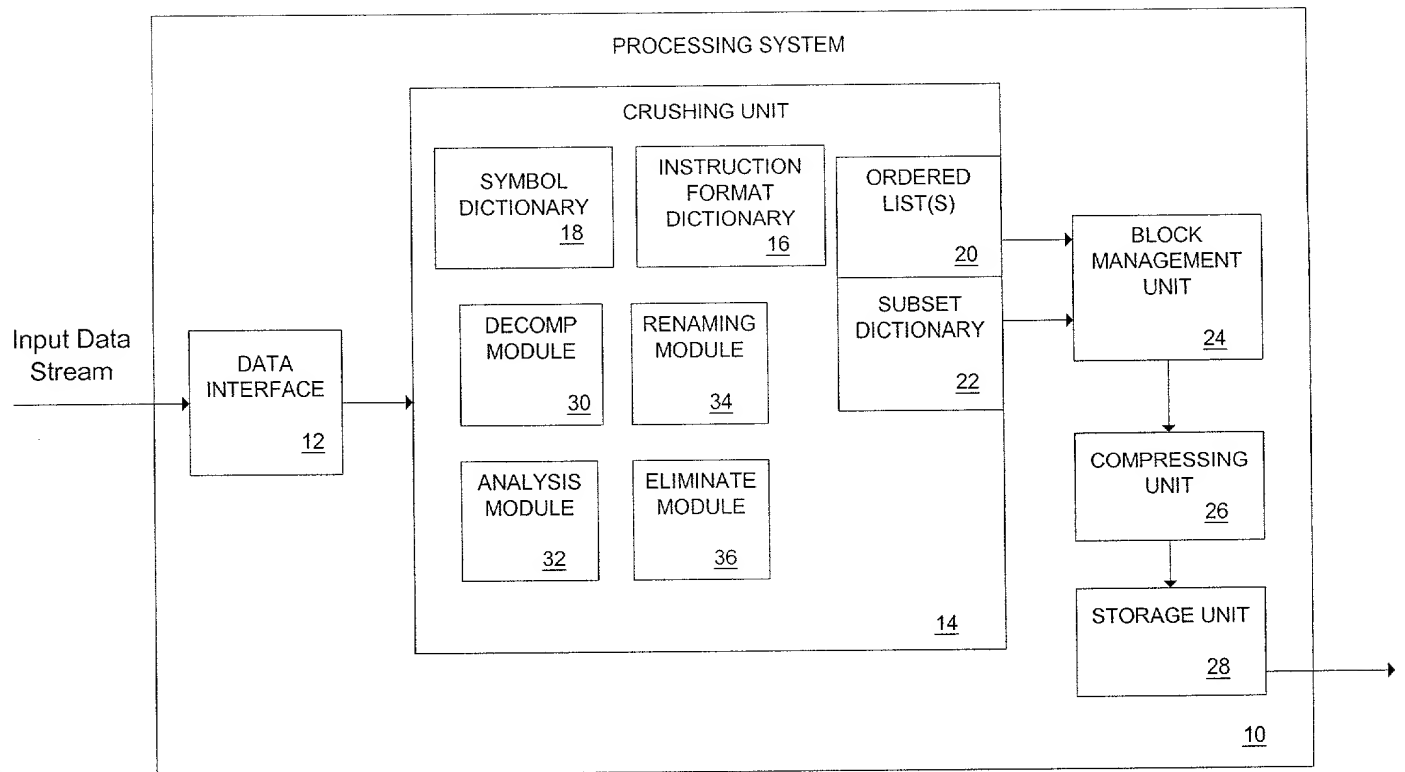 PROCESSING SYSTEM
CRUSHING UNIT
SYMBOL
DICTIONARY
18
INSTRUCTION
FORMAT
DICTIONARY
16
ORDERED
LIST(S)
20
BLOCK
MANAGEMENT
UNIT
24
Input Data
Stream
DATA
INTERFACE
12
DECOMP
MODULE
30
RENAMING
MODULE
34
SUBSET
DICTIONARY
22
ANALYSIS
MODULE
32
ELIMINATE
MODULE
36
COMPRESSING
UNIT
26
14
STORAGE UNIT
28
10